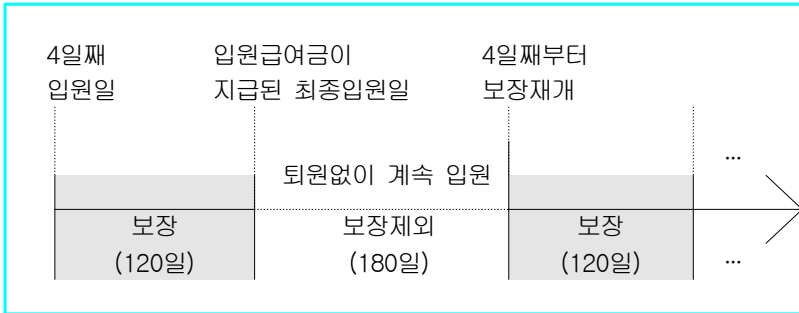 4일째
입원일
입원급여금이
지급된 최종입원일
4일째부터
보장재개
...
퇴원없이 계속 입원
보장
(120일)
보장제외
(180일)
보장
(120일)
...